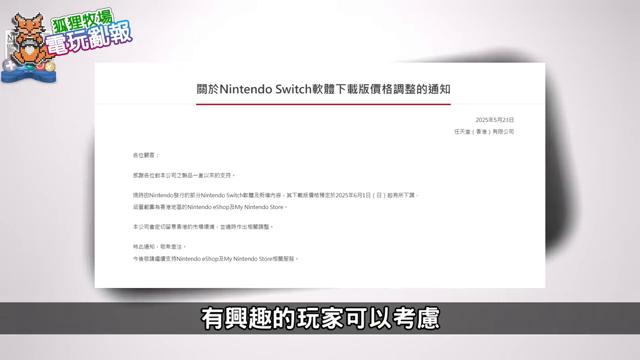 狐狸牧場
電玩亂報
關於Nintendo Switch軟體下載版價格調整的通知
2025年5月23日
任天堂（香港）有限公司
各位顧客：
感謝各位對本公司之製品一直以來的支持。
現時由Nintendo發行的部分Nintendo Switch軟體及新增內容，其下載版價格預定於2025年6月1日（日）起有所下調，
涵蓋範圍為香港地區的Nintendo eShop及My Nintendo Store。
本公司會密切留意香港的市場環境，並適時作出相關調整。
特此通知，敬希垂注。
今後敬請繼續支持Nintendo eShop及My Nintendo Store相關服務。
有興趣的玩家可以考慮